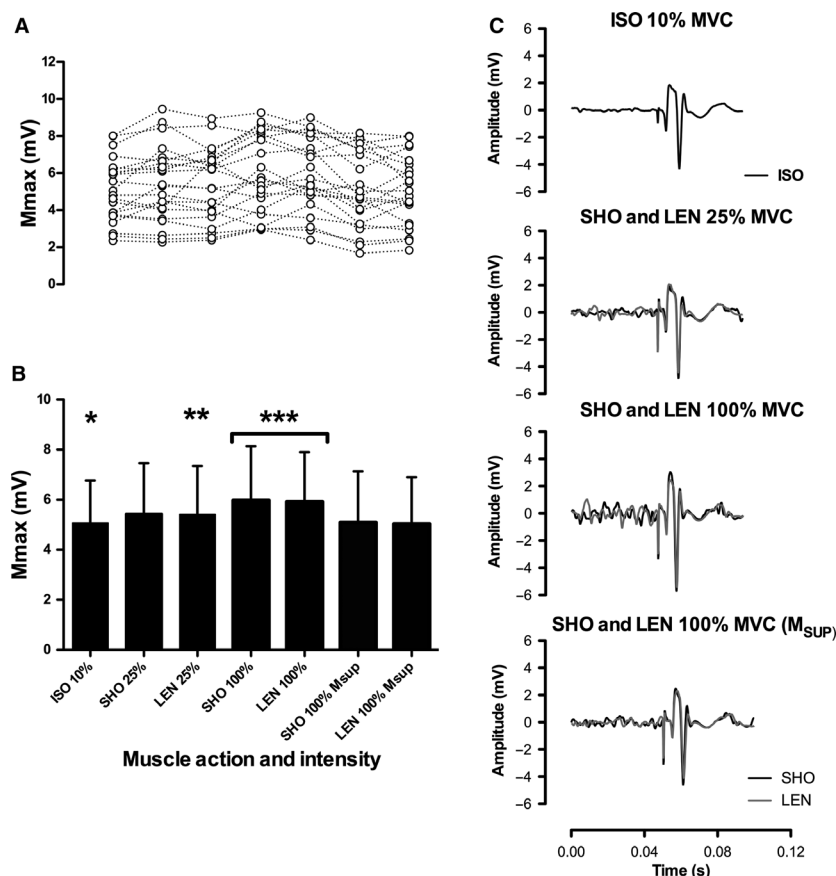 A
12
10
8
6
4
2
0
Mmax (mV)
B
10
8
6
4
2
0
Mmax (mV)
*
**
***
ISO 10%
SHO 25%
LEN 25%
SHO 100%
LEN 100%
SHO 100% Msup
LEN 100% Msup
Muscle action and intensity
C
ISO 10% MVC
Amplitude (mV)
6
4
2
0
−2
−4
−6
ISO
SHO and LEN 25% MVC
Amplitude (mV)
6
4
2
0
−2
−4
−6
SHO and LEN 100% MVC
Amplitude (mV)
6
4
2
0
−2
−4
−6
SHO and LEN 100% MVC (MSUP)
Amplitude (mV)
6
4
2
0
−2
−4
−6
SHO
LEN
0.00 0.04 0.08 0.12
Time (s)